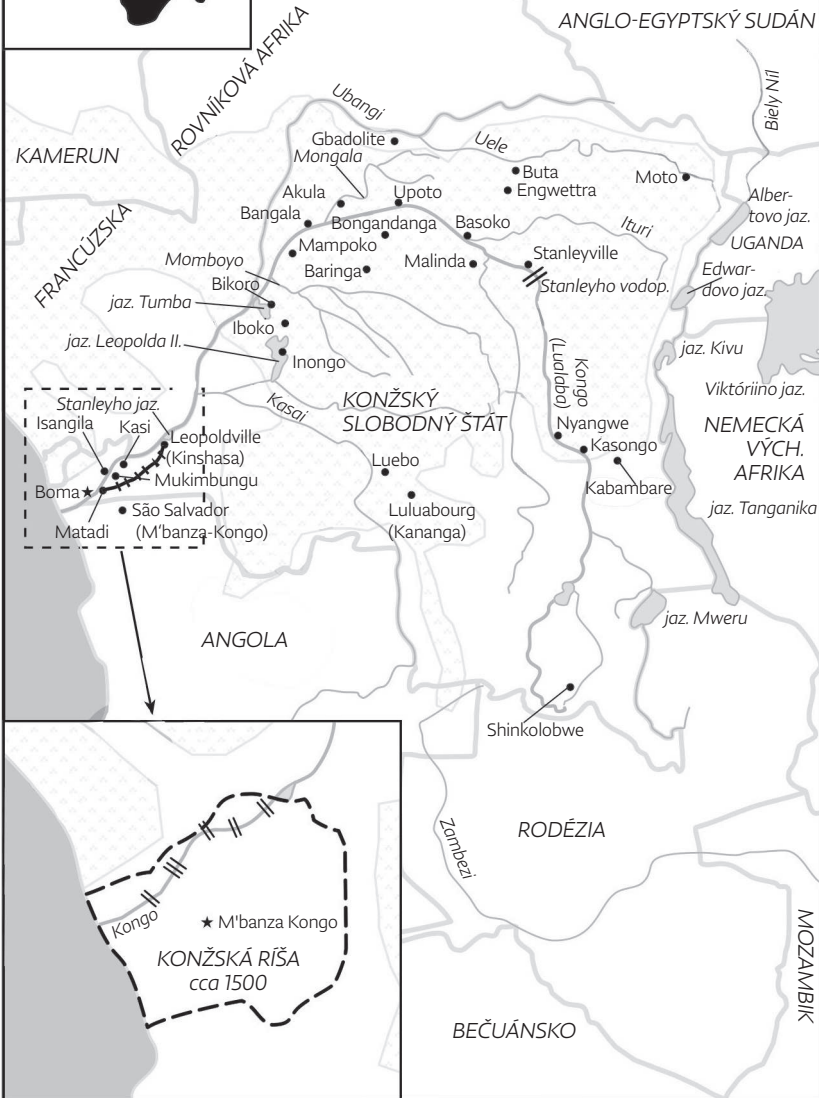 ANGLO-EGYPTSKÝ SUDÁN
ROVNÍKOVÁ AFRIKA
Biely Níl
Ubangi
Gbadolite
Uele
KAMERUN
Mongala
Buta
Moto
Engwettra
Akula
Upoto
Alber-
tovo jaz.
FRANCÚZSKA
Bangala
Bongandanga
Basoko
Ituri
UGANDA
Mampoko
Momboyo
Baringa
Malinda
Stanleyville
Edwar-
dovo jaz.
Bikoro
Stanleyho vodop.
jaz. Tumba
Iboko
jaz. Leopolda II.
Inongo
jaz. Kivu
Kongo
(Lualaba)
Viktóriino jaz.
Kasai
KONŽSKÝ
SLOBODNÝ ŠTÁT
Stanleyho jaz.
Isangila
Kasi
Leopoldville
(Kinshasa)
Nyangwe
Kasongo
NEMECKÁ
VÝCH.
AFRIKA
Luebo
Mukimbungu
Kabambare
Boma
Luluabourg
(Kananga)
São Salvador
(M'banza-Kongo)
jaz. Tanganika
Matadi
ANGOLA
jaz. Mweru
Shinkolobwe
RODÉZIA
Zambezi
Kongo
M'banza Kongo
KONŽSKÁ RÍŠA
cca 1500
MOZAMBIK
BEČUÁNSKO